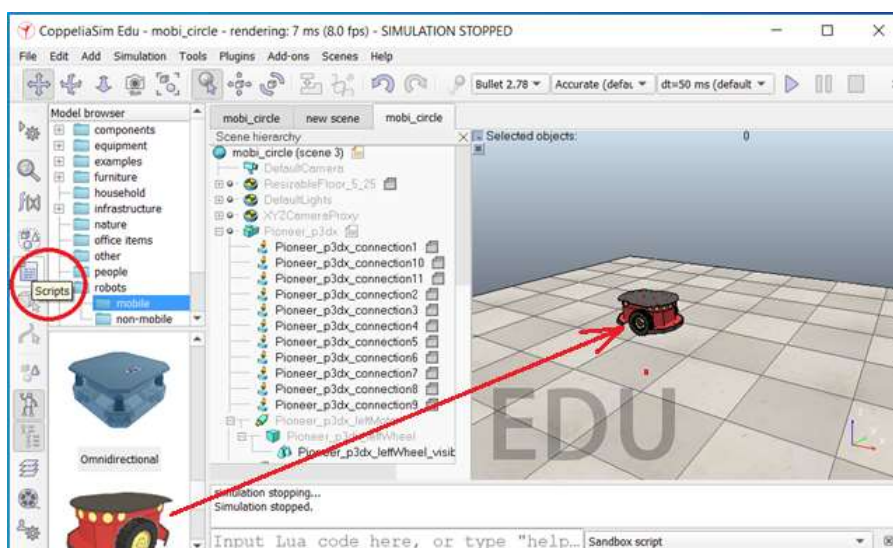 CoppeliaSim Edu - mobi_circle - rendering: 7 ms (8.0 fps) - SIMULATION STOPPED
File Edit Add Simulation Tools Plugins Add-ons Scenes Help
Bullet 2.78 Accurate (defau dt=50 ms (default
Model browser
components
equipment
examples
furniture
household
infrastructure
nature
office items
other
people
robots
mobile
non-mobile
Scripts
Omnidirectional
mobi_circle new scene mobi_circle
Scene hierarchy
mobi_circle (scene 3)
DefaultCamera
ResizableFloor_5_25
DefaultLights
XYZCameraProxy
Pioneer_p3dx
Pioneer_p3dx_connection1
Pioneer_p3dx_connection10
Pioneer_p3dx_connection11
Pioneer_p3dx_connection2
Pioneer_p3dx_connection3
Pioneer_p3dx_connection4
Pioneer_p3dx_connection5
Pioneer_p3dx_connection6
Pioneer_p3dx_connection7
Pioneer_p3dx_connection8
Pioneer_p3dx_connection9
Pioneer_p3dx_leftMotor
Pioneer_p3dx_leftWheel
Pioneer_p3dx_leftWheel_visib
Selected objects: 0
EDU
simulation stopping...
Simulation stopped.
Input Lua code here, or type "help... Sandbox script